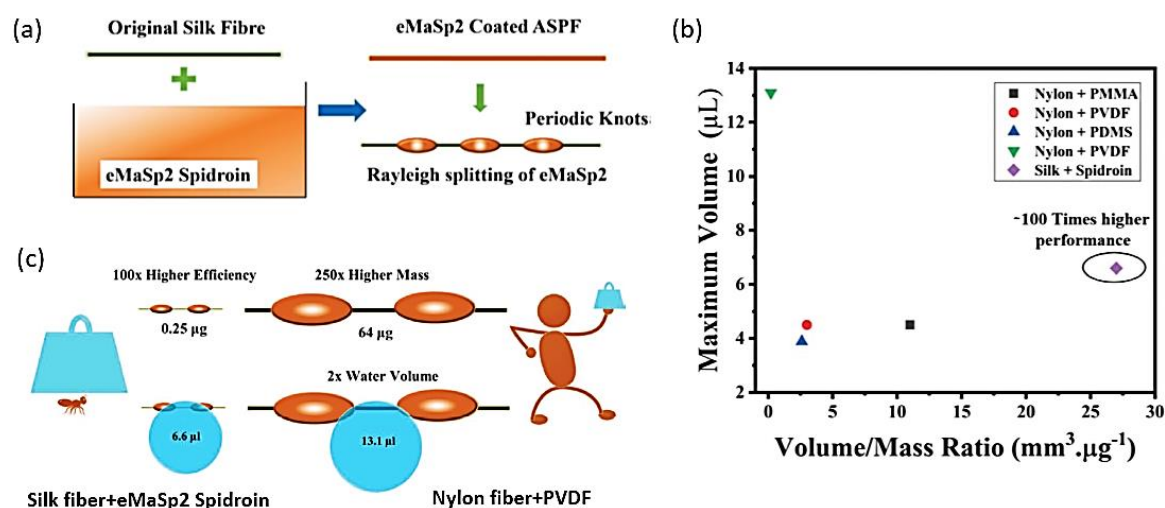 (a)
Original Silk Fibre
eMaSp2 Spidroin
eMaSp2 Coated ASPF
Periodic Knots
Rayleigh splitting of eMaSp2
(b)
Maximum Volume (μL)
14
12
10
8
6
4
2
0
5
10
15
20
25
30
Volume/Mass Ratio (mm³.μg⁻¹)
Nylon + PMMA
Nylon + PVDF
Nylon + PDMS
Nylon + PVDF
Silk + Spidroin
~100 Times higher
performance
(c)
100x Higher Efficiency
0.25 μg
250x Higher Mass
64 μg
2x Water Volume
6.6 μl
13.1 μl
Silk fiber+eMaSp2 Spidroin
Nylon fiber+PVDF